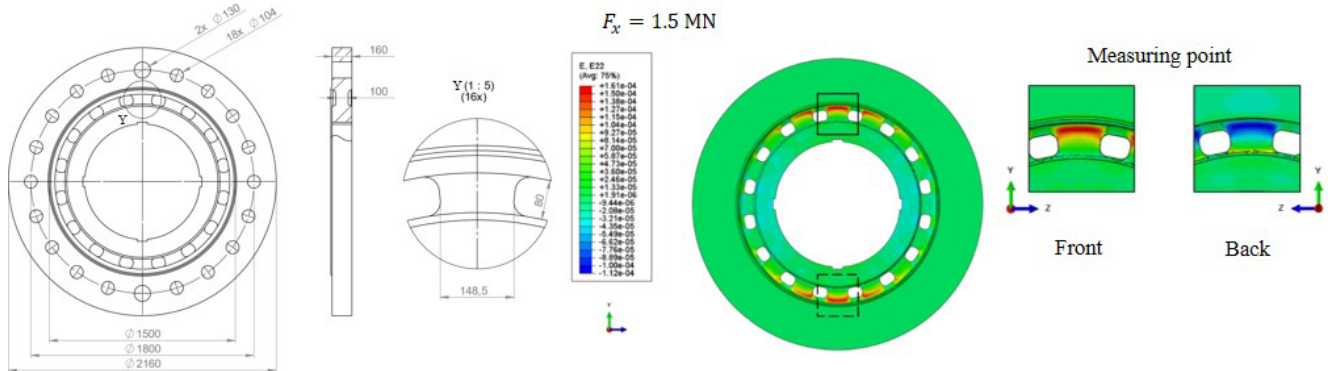 F_x = 1.5 MN
2x ∅ 130
18x ∅ 104
Y
∅ 1500
∅ 1800
∅ 2160
160
100
Y (1 : 5)
(16x)
80
148,5
E, E22
(Avg: 75%)
+1.61e-04
+1.50e-04
+1.38e-04
+1.27e-04
+1.15e-04
+1.04e-04
+9.27e-05
+8.14e-05
+7.00e-05
+5.87e-05
+4.73e-05
+3.60e-05
+2.46e-05
+1.33e-05
+1.91e-06
-9.44e-06
-2.08e-05
-3.21e-05
-4.35e-05
-5.49e-05
-6.62e-05
-7.76e-05
-8.89e-05
-1.00e-04
-1.12e-04
Y
Measuring point
Y
Z
Y
Z
Front
Back